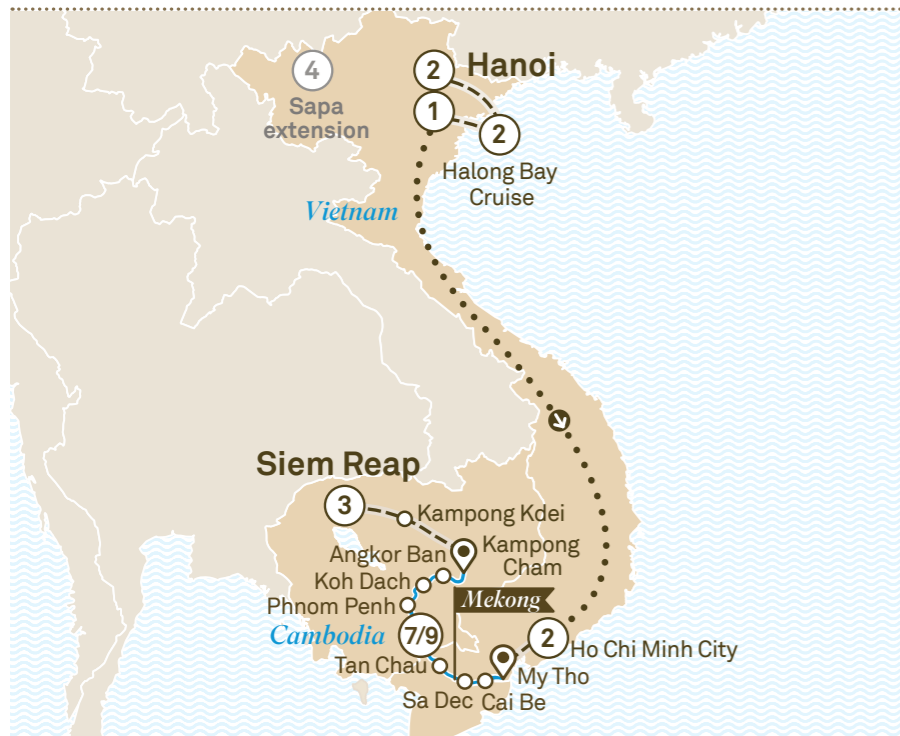 4
Sapa
extension
2
Hanoi
1
2
Halong Bay
Cruise
Vietnam
Siem Reap
3
Kampong Kdei
Angkor Ban
Kampong
Cham
Koh Dach
Mekong
Phnom Penh
Cambodia
7/9
2
Ho Chi Minh City
Tan Chau
My Tho
Sa Dec
Cai Be